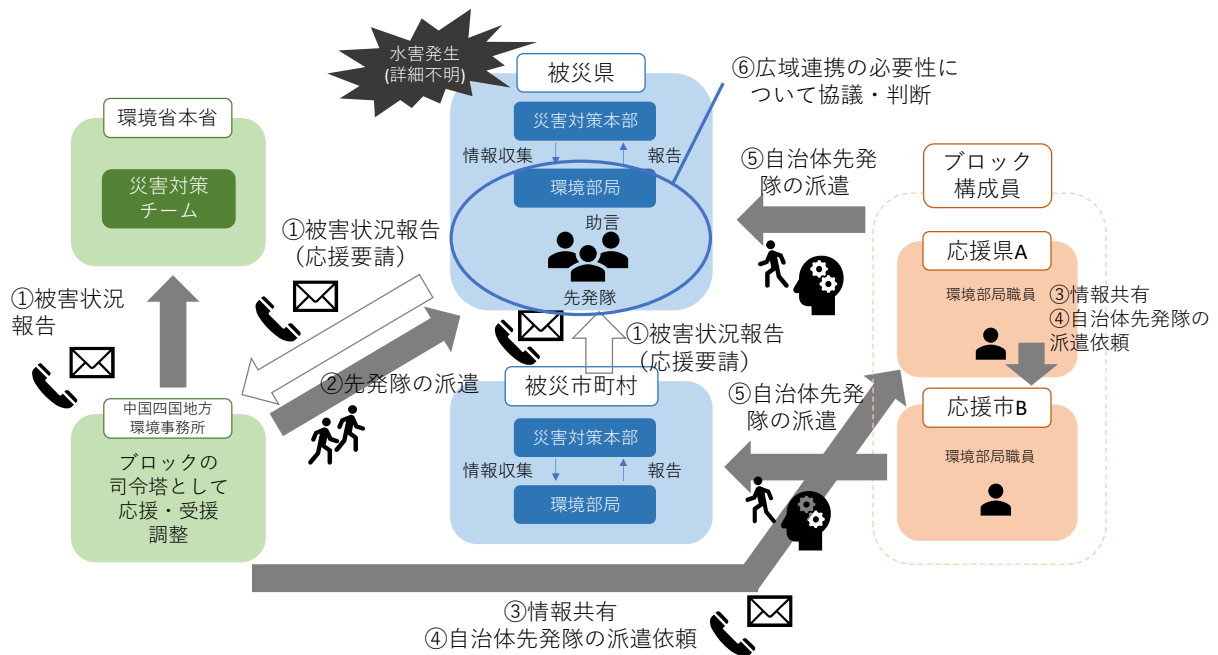 水害発生
(詳細不明)
被災県
災害対策本部
情報収集
報告
環境部局
助言
先発隊
⑥広域連携の必要性に
ついて協議・判断
環境省本省
災害対策
チーム
①被害状況報告
(応援要請)
①被害状況
報告
②先発隊の派遣
①被害状況報告
(応援要請)
中国四国地方
環境事務所
ブロックの
司令塔として
応援・受援
調整
被災市町村
災害対策本部
情報収集
報告
環境部局
⑤自治体先発
隊の派遣
⑤自治体先発
隊の派遣
ブロック
構成員
応援県A
環境部局職員
③情報共有
④自治体先発隊の
派遣依頼
応援市B
環境部局職員
③情報共有
④自治体先発隊の派遣依頼